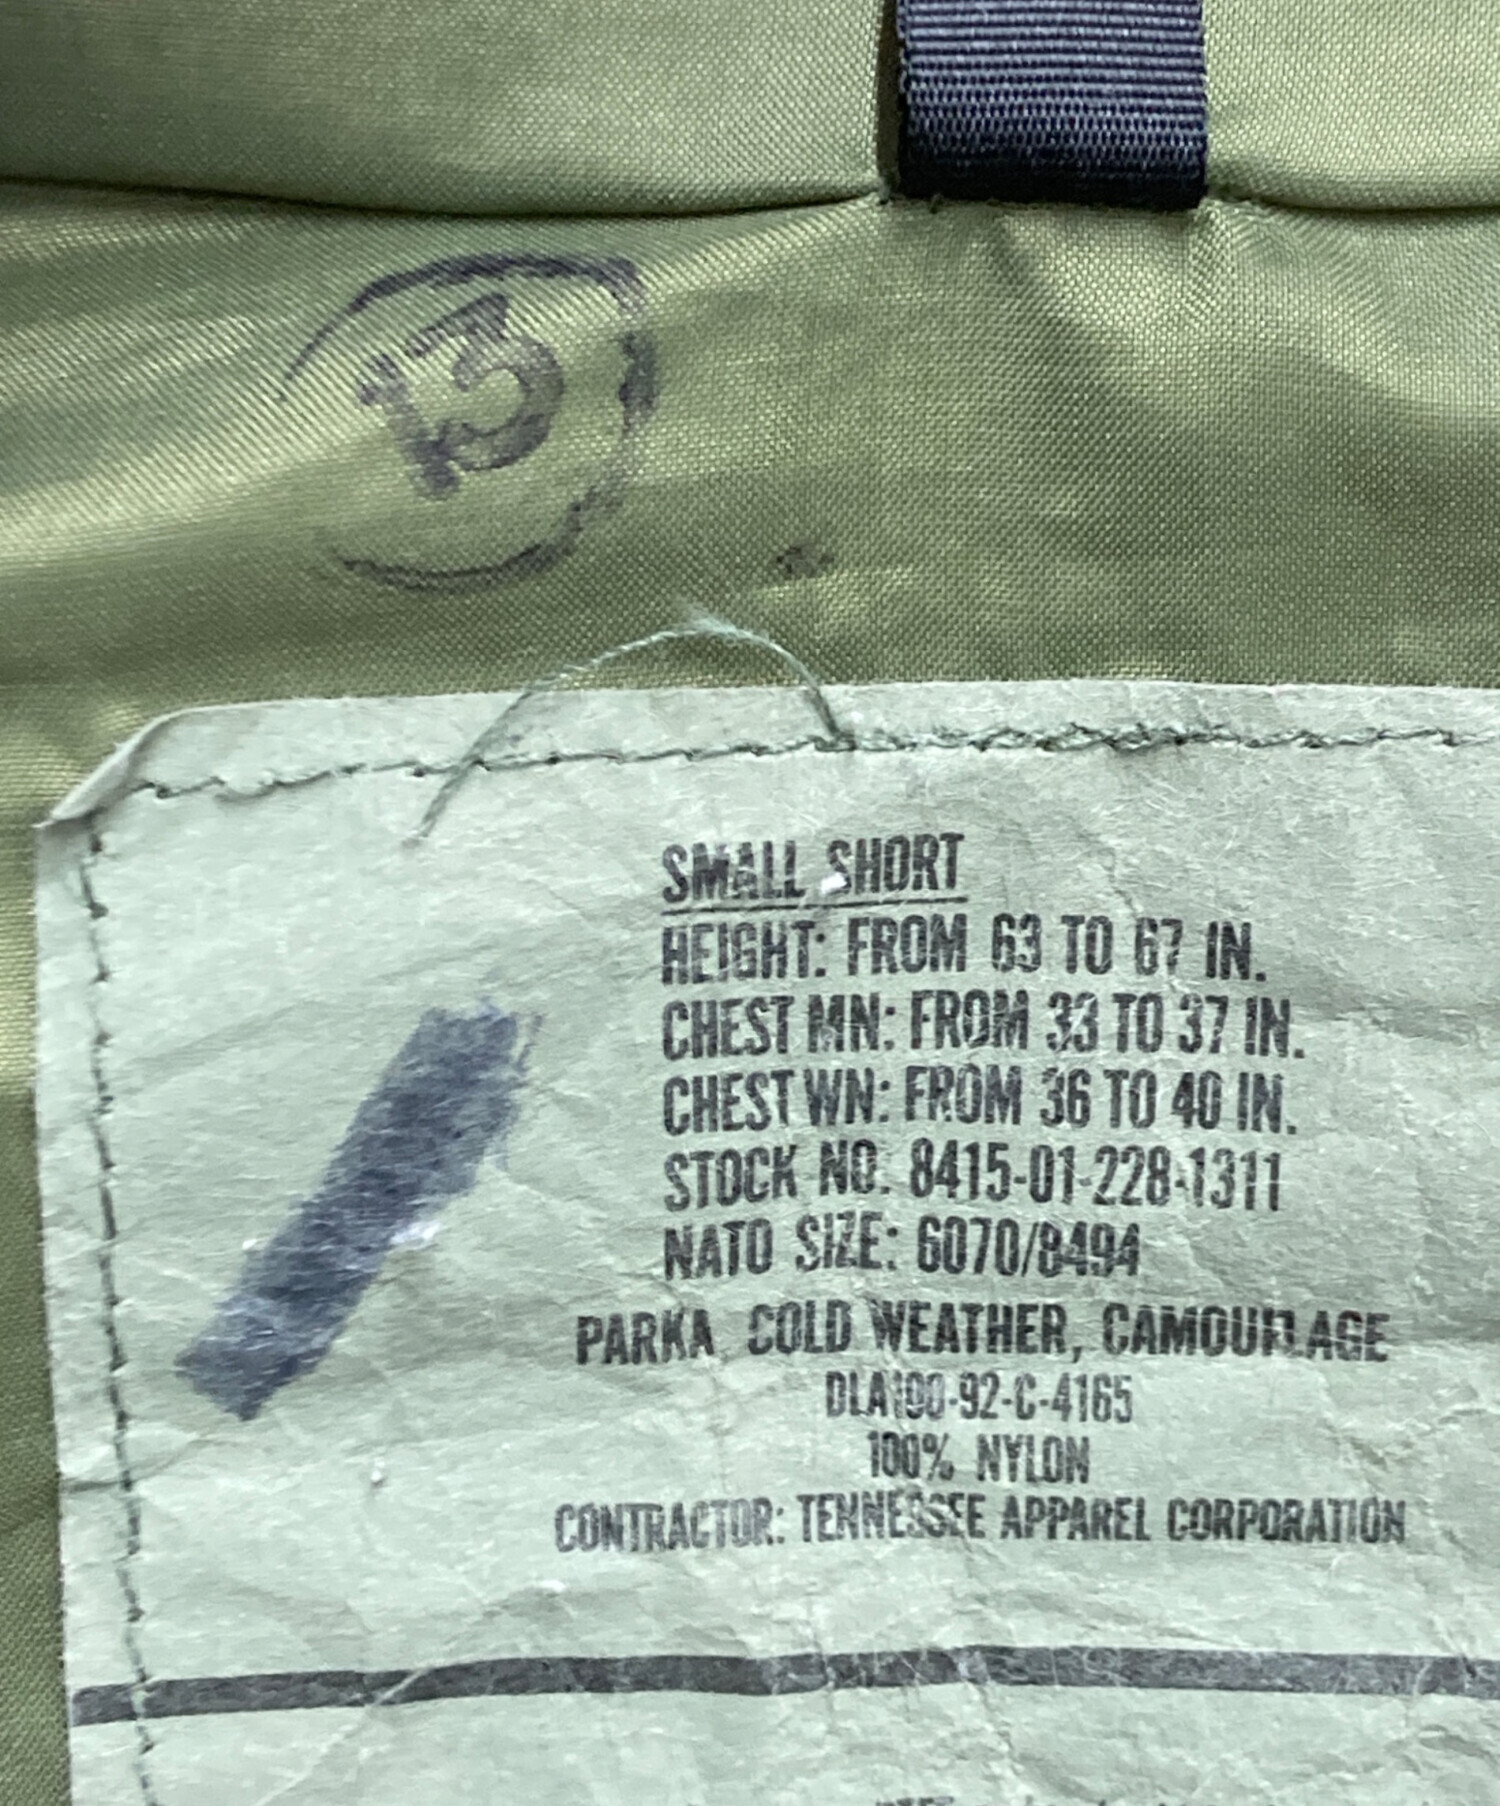 13
SMALL SHORT
HEIGHT: FROM 63 TO 67 IN.
CHEST MN: FROM 33 TO 37 IN.
CHEST WN: FROM 36 TO 40 IN.
STOCK NO. 8415-01-228-1311
NATO SIZE: 6070/8494
PARKA COLD WEATHER, CAMOUFLAGE
DLA100-92-C-4165
100% NYLON
CONTRACTOR: TENNESSEE APPAREL CORPORATION